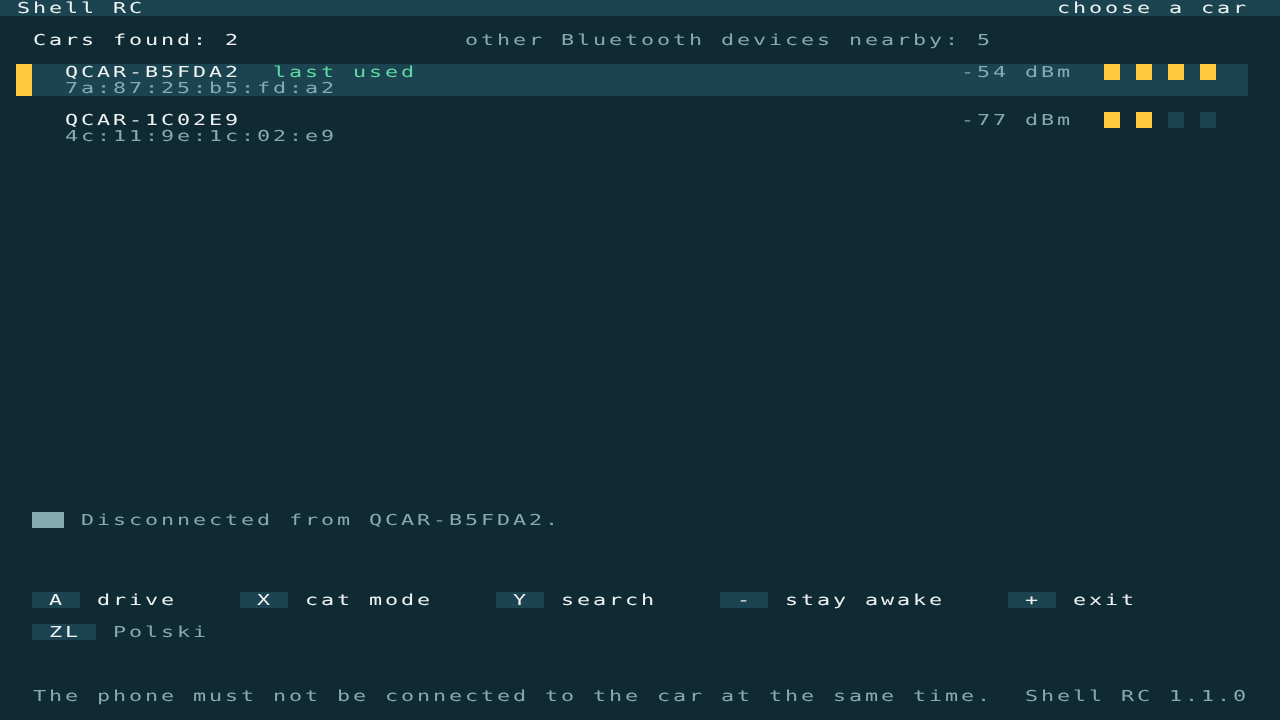 Shell RC choose a car
Cars found: 2 other Bluetooth devices nearby: 5
QCAR-B5FDA2 last used -54 dBm
7a:87:25:b5:fd:a2
QCAR-1C02E9 -77 dBm
4c:11:9e:1c:02:e9
Disconnected from QCAR-B5FDA2.
A drive X cat mode Y search - stay awake + exit
ZL Polski
The phone must not be connected to the car at the same time. Shell RC 1.1.0